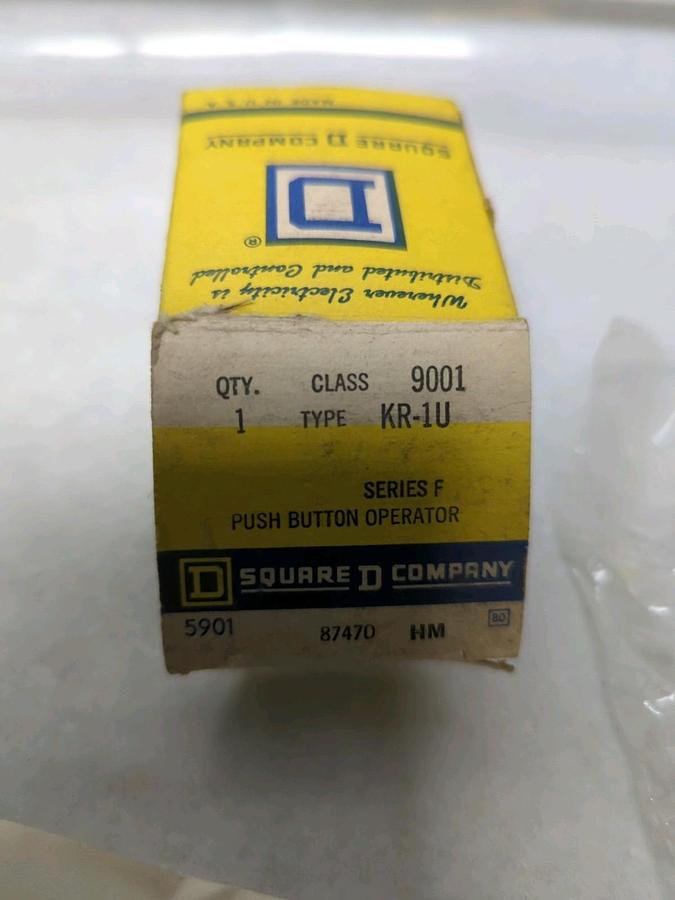 MADE IN U.S.A.
SQUARE D COMPANY
D
®
Wherever Electricity is
Distributed and Controlled
QTY. CLASS 9001
1 TYPE KR-1U
SERIES F
PUSH BUTTON OPERATOR
D SQUARE D COMPANY
5901 87470 HM 80